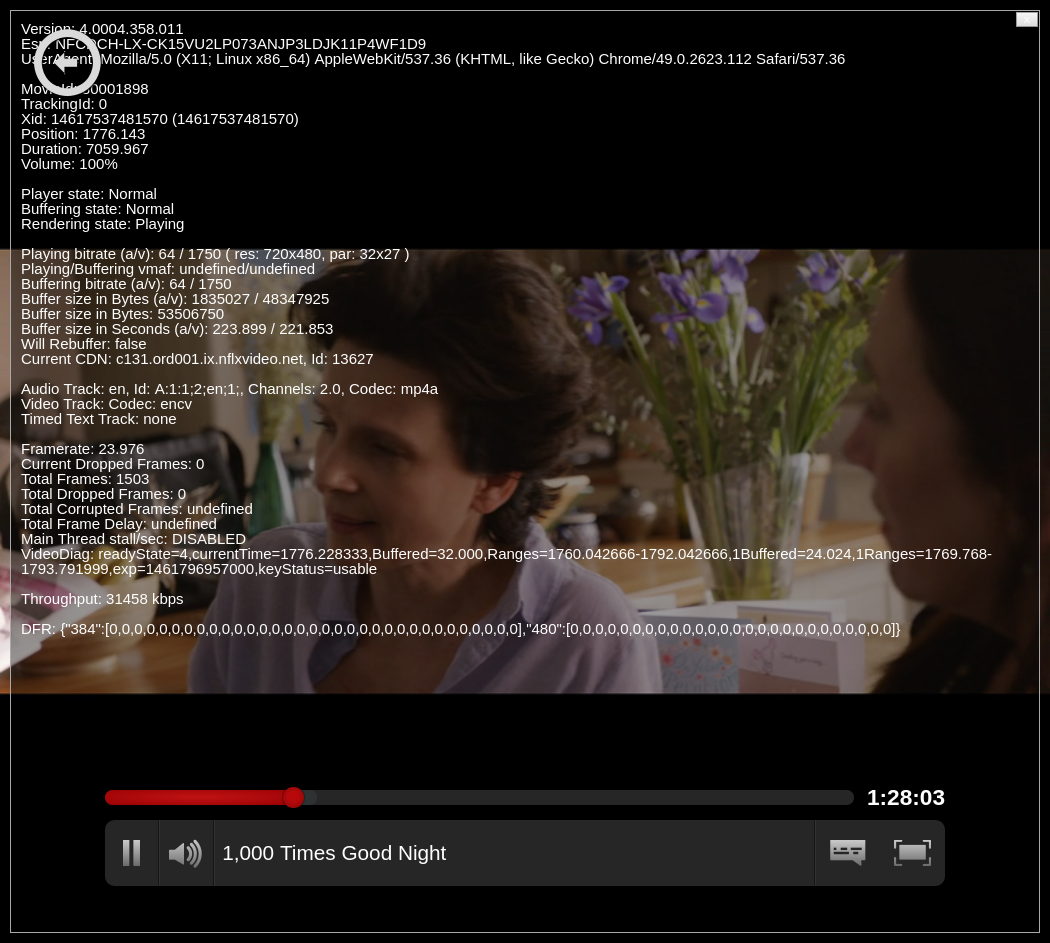 Version: 4.0004.358.011
Esn: NFCDCH-LX-CK15VU2LP073ANJP3LDJK11P4WF1D9
UserAgent: Mozilla/5.0 (X11; Linux x86_64) AppleWebKit/537.36 (KHTML, like Gecko) Chrome/49.0.2623.112 Safari/537.36
TrackingId: 0
Xid: 14617537481570 (14617537481570)
Position: 1776.143
Duration: 7059.967
Volume: 100%
Player state: Normal
Buffering state: Normal
Rendering state: Playing
Playing bitrate (a/v): 64 / 1750 ( res: 720x480, par: 32x27 )
Playing/Buffering vmaf: undefined/undefined
Buffering bitrate (a/v): 64 / 1750
Buffer size in Bytes (a/v): 1835027 / 48347925
Buffer size in Bytes: 53506750
Buffer size in Seconds (a/v): 223.899 / 221.853
Will Rebuffer: false
Current CDN: c131.ord001.ix.nflxvideo.net, Id: 13627
Audio Track: en, Id: A:1:1;2;en;1;, Channels: 2.0, Codec: mp4a
Video Track: Codec: encv
Timed Text Track: none
Framerate: 23.976
Current Dropped Frames: 0
Total Frames: 1503
Total Dropped Frames: 0
Total Corrupted Frames: undefined
Total Frame Delay: undefined
Main Thread stall/sec: DISABLED
VideoDiag: readyState=4,currentTime=1776.228333,Buffered=32.000,Ranges=1760.042666-1792.042666,1Buffered=24.024,1Ranges=1769.768-
1793.791999,exp=1461796957000,keyStatus=usable
Throughput: 31458 kbps
DFR: {"384":[0,0,0,0,0,0,0,0,0,0,0,0,0,0,0,0,0,0,0,0,0,0,0,0,0,0,0,0,0,0,0,0,0],"480":[0,0,0,0,0,0,0,0,0,0,0,0,0,0,0,0,0,0,0,0,0,0,0,0,0,0]}
1:28:03
1,000 Times Good Night